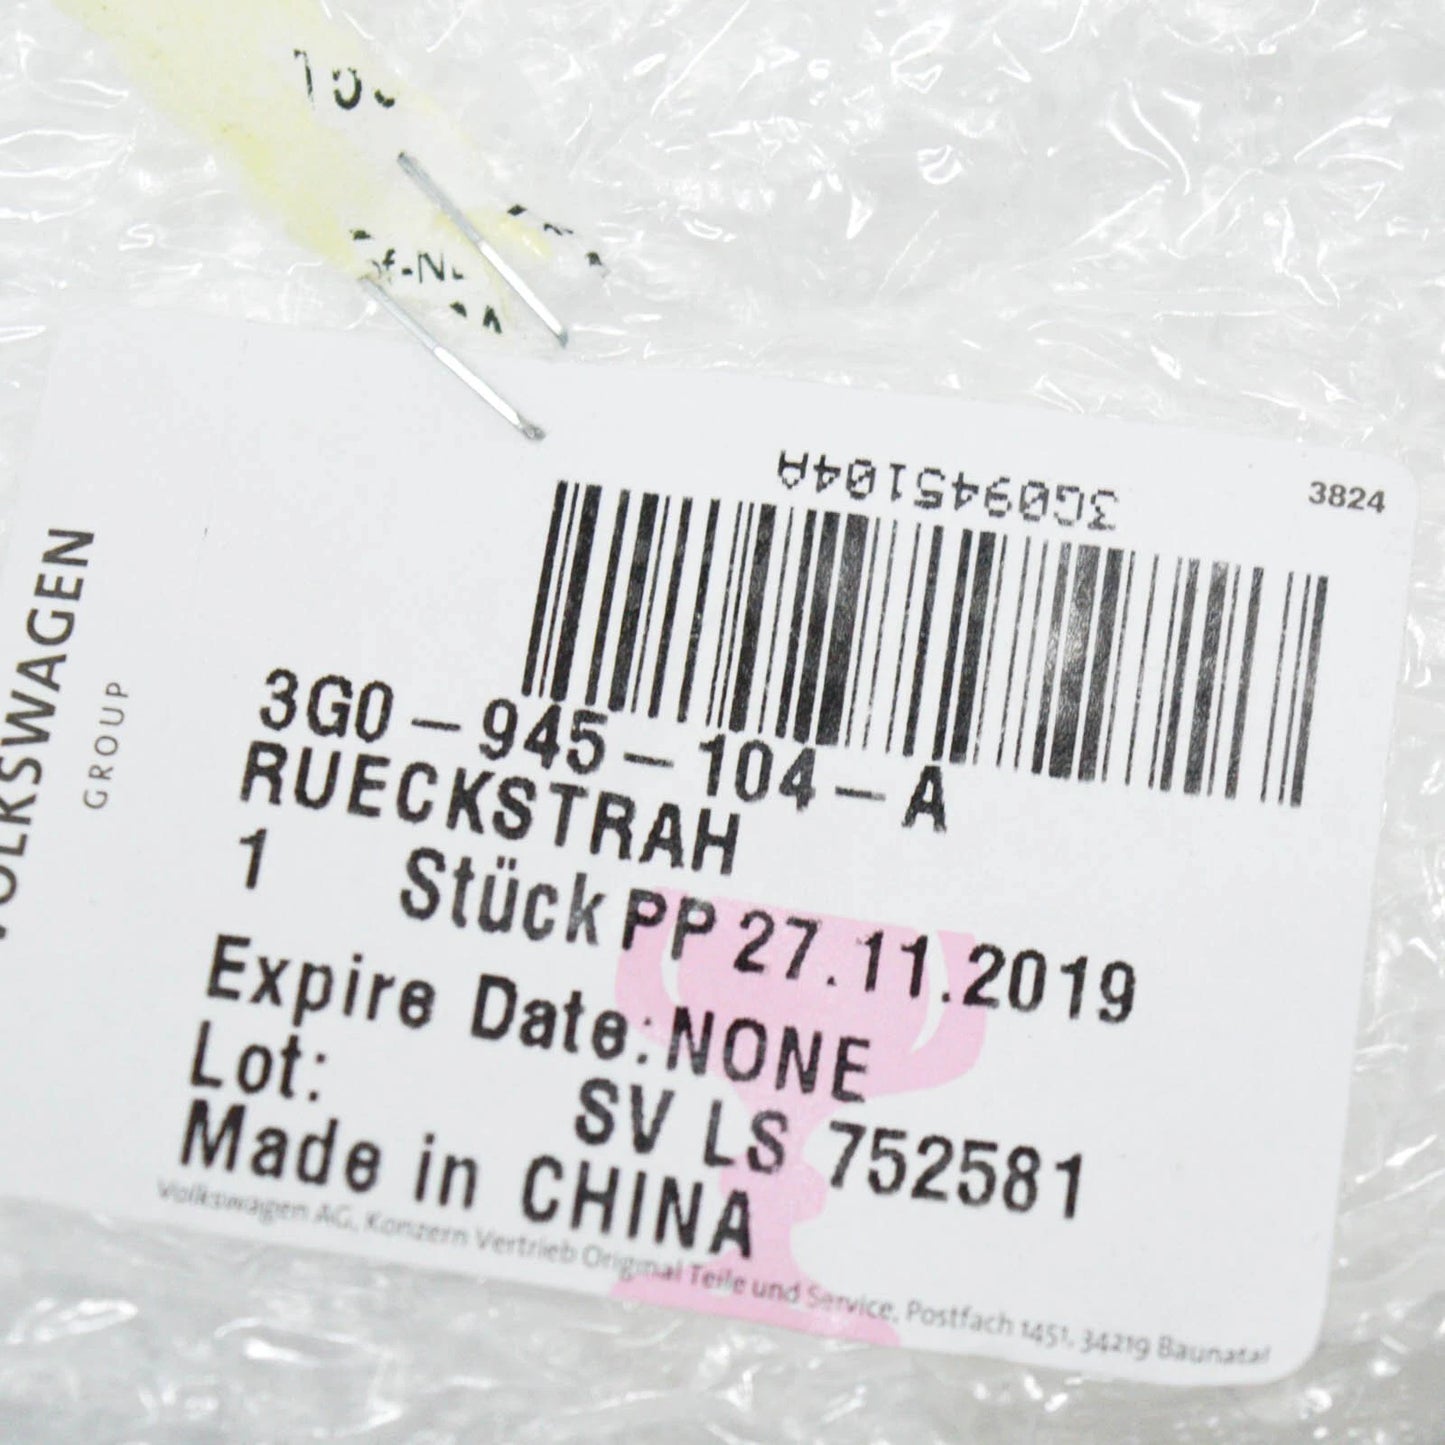 3824
3G0945104A
VOLKSWAGEN
GROUP
3G0-945-104-A
RUECKSTRAH
1 Stück PP 27.11.2019
Expire Date: NONE
Lot: SV LS 752581
Made in CHINA
Volkswagen AG, Konzern Vertrieb Original Teile und Service, Postfach 1451, 34219 Baunatal